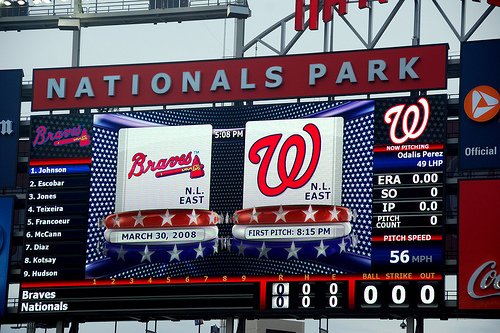 HAR
NATIONALS PARK
Braves
5:08 PM
W
NOW PITCHING
Odalis Perez
49 LHP
Braves
N.L.
EAST
W
N.L.
EAST
MARCH 30, 2008
FIRST PITCH: 8:15 PM
1. Johnson
2. Escobar
3. Jones
4. Teixeira
5. Francoeur
6. McCann
7. Diaz
8. Kotsay
9. Hudson
ERA 0.00
SO 0
IP 0.0
PITCH COUNT 0
PITCH SPEED
56 MPH
1 2 3 4 5 6 7 8 9 R H E
BALL STRIKE OUT
Braves 0 0 0
Nationals 0 0 0
0 0 0
Official
Co